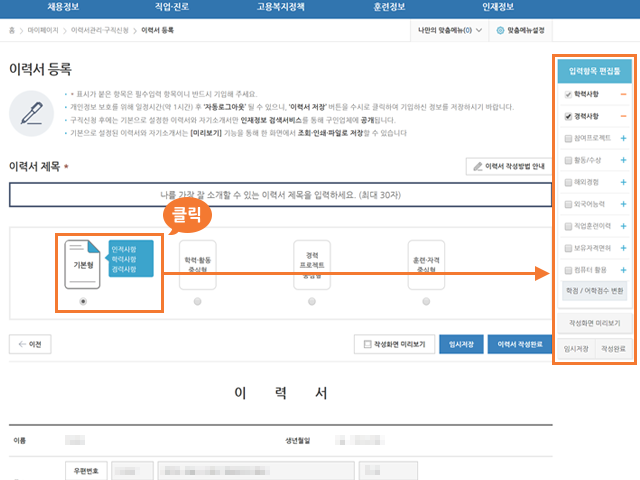 채용정보 직업·진로 고용복지정책 훈련정보 인재정보
홈 > 마이페이지 > 이력서관리·구직신청 > 이력서 등록
나만의 맞춤메뉴(0) 맞춤메뉴설정
이력서 등록
* 표시가 붙은 항목은 필수입력 항목이니 반드시 기입해 주세요.
개인정보 보호를 위해 일정시간(약 1시간) 후 '자동로그아웃' 될 수 있으니, '이력서 저장' 버튼을 수시로 클릭하여 기입하신 정보를 저장하시기 바랍니다.
구직신청 후에는 기본으로 설정한 이력서와 자기소개서만 인재정보 검색서비스를 통해 구인업체에 공개됩니다.
기본으로 설정된 이력서와 자기소개서는 [미리보기] 기능을 통해 한 화면에서 조회·인쇄·파일로 저장할 수 있습니다
이력서 제목 *
이력서 작성방법 안내
나를 가장 잘 소개할 수 있는 이력서 제목을 입력하세요. (최대 30자)
클릭
기본형
인적사항
학력사항
경력사항
학력·활동
중심형
경력
프로젝트
중심형
훈련·자격
중심형
← 이전
작성화면 미리보기
임시저장
이력서 작성완료
이 력 서
이름
생년월일
우편번호
입력항목 편집툴
학력사항 −
경력사항 −
참여프로젝트 +
활동/수상 +
해외경험 +
외국어능력 +
직업훈련이력 +
보유자격면허 +
컴퓨터 활용 +
학점 / 어학점수 변환
작성화면 미리보기
임시저장 작성완료